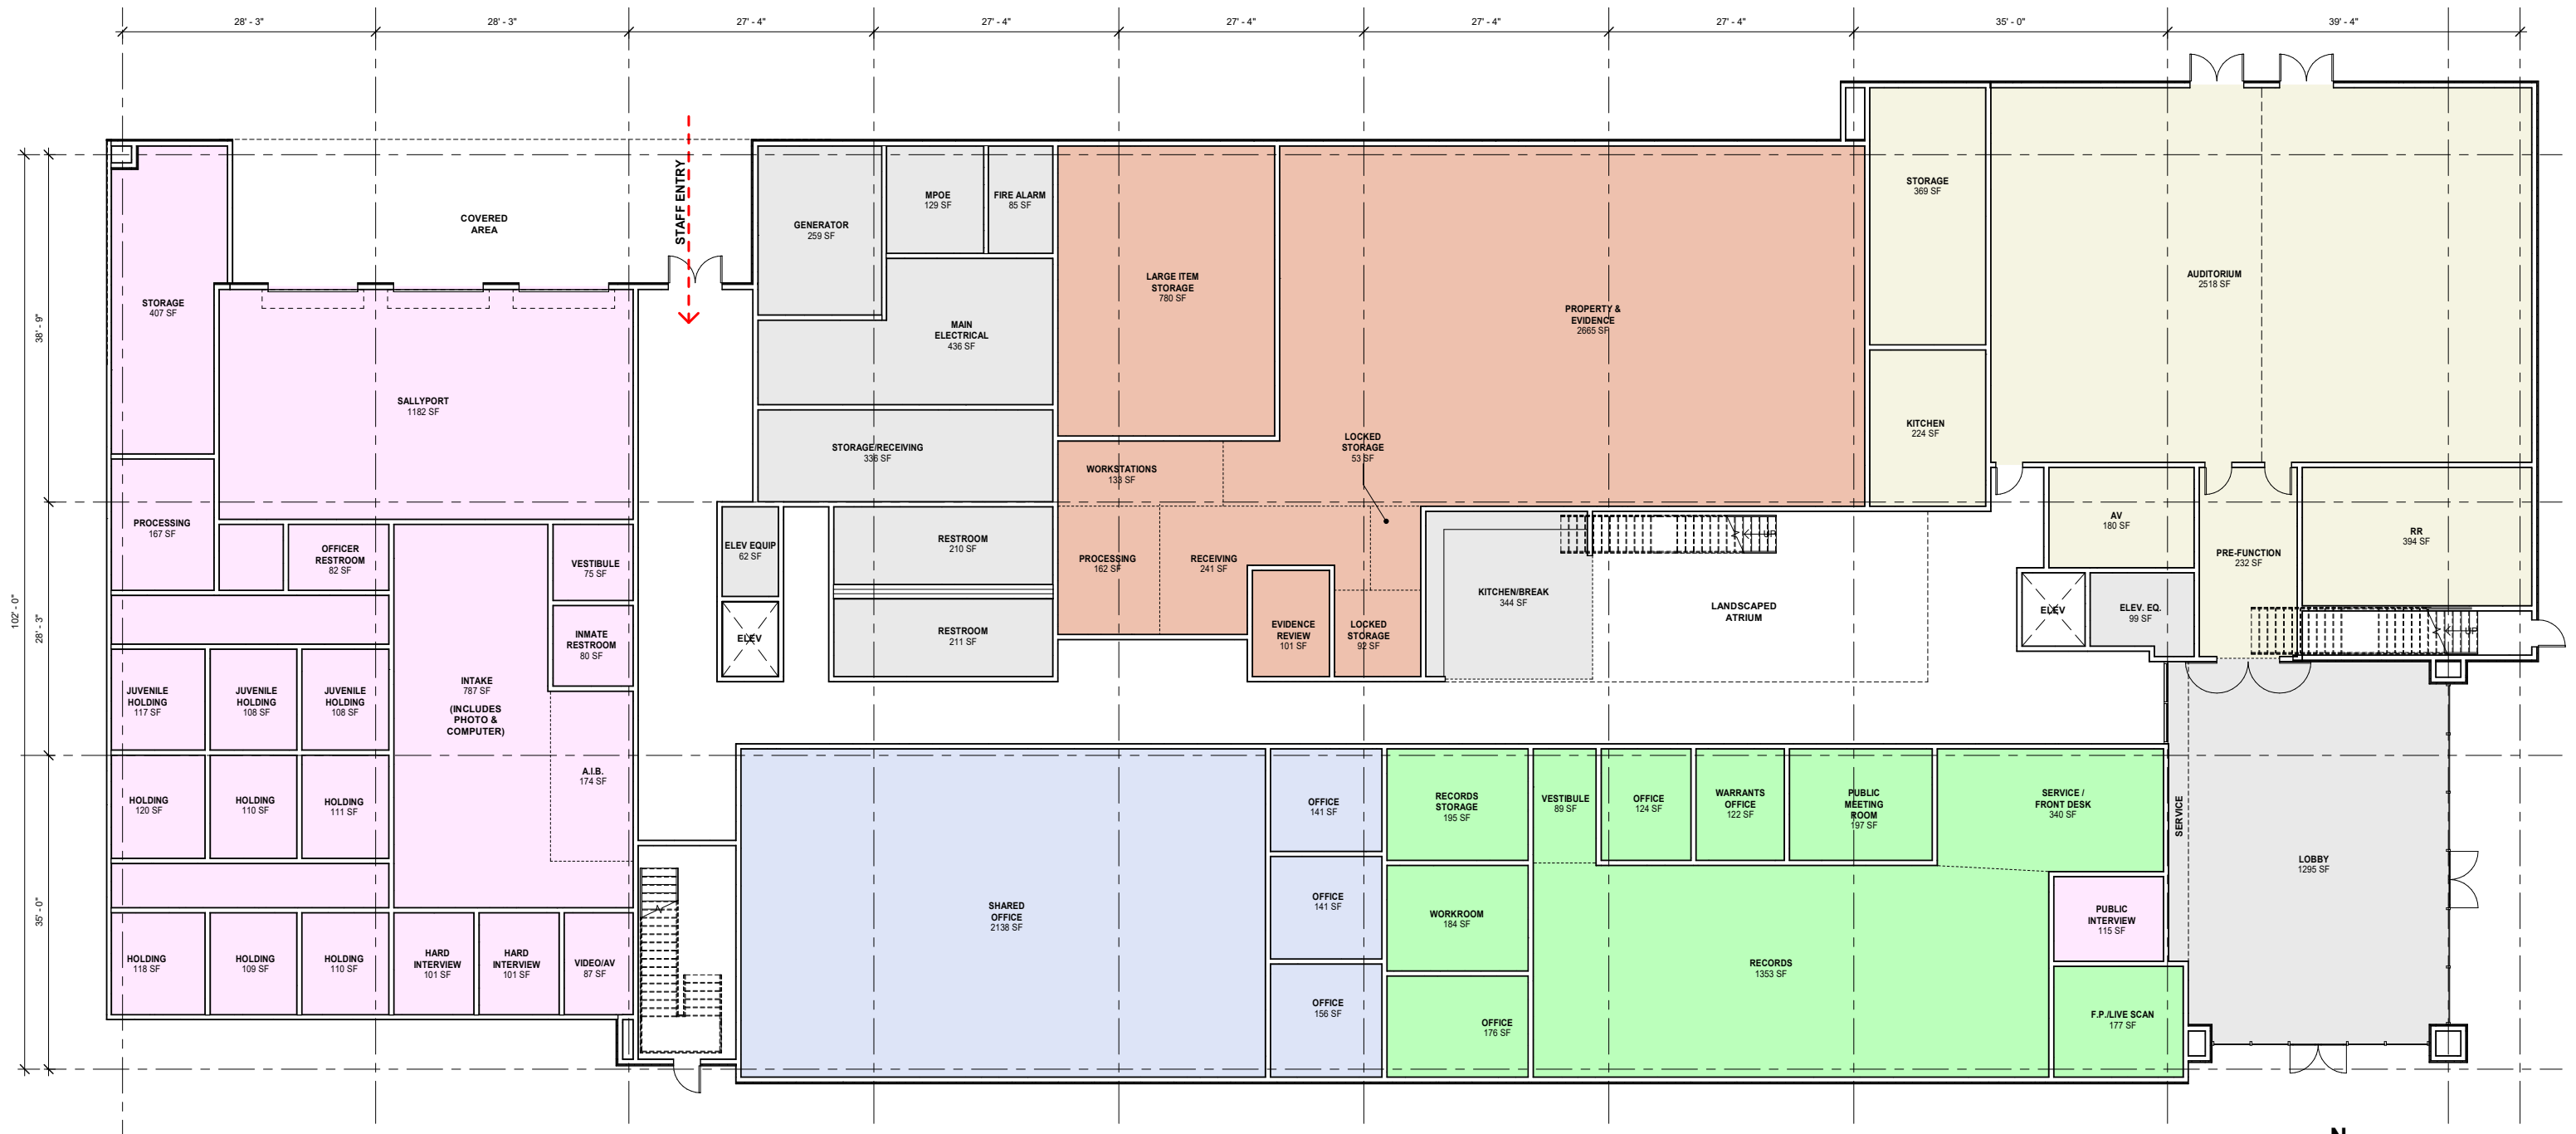 28' - 3"
28' - 3"
27' - 4"
27' - 4"
27' - 4"
27' - 4"
27' - 4"
35' - 0"
39' - 4"
102' - 0"
38' - 9"
28' - 3"
35' - 0"
COVERED
AREA
STAFF ENTRY
STORAGE
407 SF
SALLYPORT
1182 SF
PROCESSING
167 SF
OFFICER
RESTROOM
82 SF
VESTIBULE
75 SF
INMATE
RESTROOM
80 SF
JUVENILE
HOLDING
117 SF
JUVENILE
HOLDING
108 SF
JUVENILE
HOLDING
108 SF
INTAKE
787 SF
(INCLUDES
PHOTO &
COMPUTER)
A.I.B.
174 SF
HOLDING
120 SF
HOLDING
110 SF
HOLDING
111 SF
HOLDING
118 SF
HOLDING
109 SF
HOLDING
110 SF
HARD
INTERVIEW
101 SF
HARD
INTERVIEW
101 SF
VIDEO/AV
87 SF
GENERATOR
259 SF
MPOE
129 SF
FIRE ALARM
85 SF
MAIN
ELECTRICAL
436 SF
STORAGE/RECEIVING
336 SF
ELEV EQUIP
62 SF
ELEV
RESTROOM
210 SF
RESTROOM
211 SF
LARGE ITEM
STORAGE
780 SF
PROPERTY &
EVIDENCE
2665 SF
LOCKED
STORAGE
53 SF
WORKSTATIONS
133 SF
PROCESSING
162 SF
RECEIVING
241 SF
EVIDENCE
REVIEW
101 SF
LOCKED
STORAGE
92 SF
KITCHEN/BREAK
344 SF
UP
LANDSCAPED
ATRIUM
STORAGE
369 SF
KITCHEN
224 SF
AUDITORIUM
2518 SF
AV
180 SF
PRE-FUNCTION
232 SF
RR
394 SF
ELEV
ELEV. EQ.
99 SF
UP
SHARED
OFFICE
2138 SF
OFFICE
141 SF
OFFICE
141 SF
OFFICE
156 SF
RECORDS
STORAGE
195 SF
VESTIBULE
89 SF
OFFICE
124 SF
WARRANTS
OFFICE
122 SF
PUBLIC
MEETING
ROOM
197 SF
SERVICE /
FRONT DESK
340 SF
SERVICE
WORKROOM
184 SF
OFFICE
176 SF
RECORDS
1353 SF
PUBLIC
INTERVIEW
115 SF
F.P./LIVE SCAN
177 SF
LOBBY
1295 SF
N